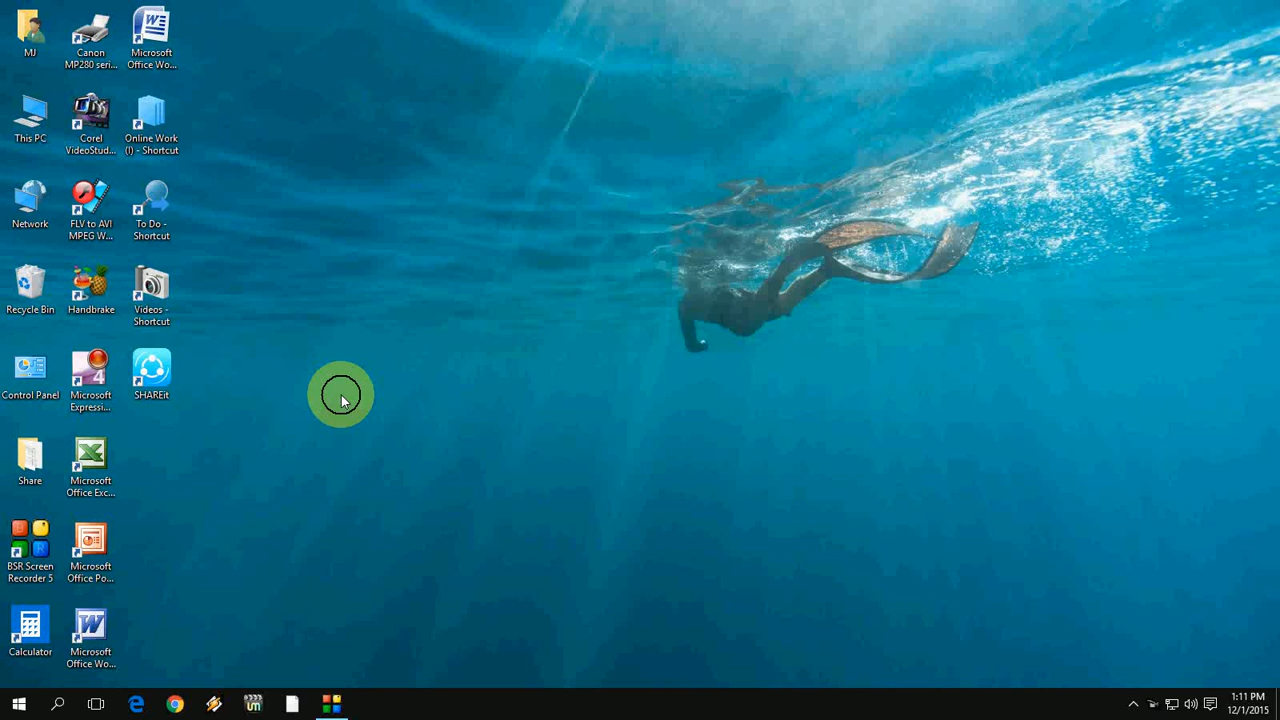 MJ
Canon
MP280 seri...
Microsoft
Office Wo...
This PC
Corel
VideoStud...
Online Work
(I) - Shortcut
Network
FLV to AVI
MPEG W...
To Do -
Shortcut
Recycle Bin
Handbrake
Videos -
Shortcut
Control Panel
Microsoft
Expressi...
SHAREit
Share
Microsoft
Office Exc...
BSR Screen
Recorder 5
Microsoft
Office Po...
Calculator
Microsoft
Office Wo...
1:11 PM
12/1/2015